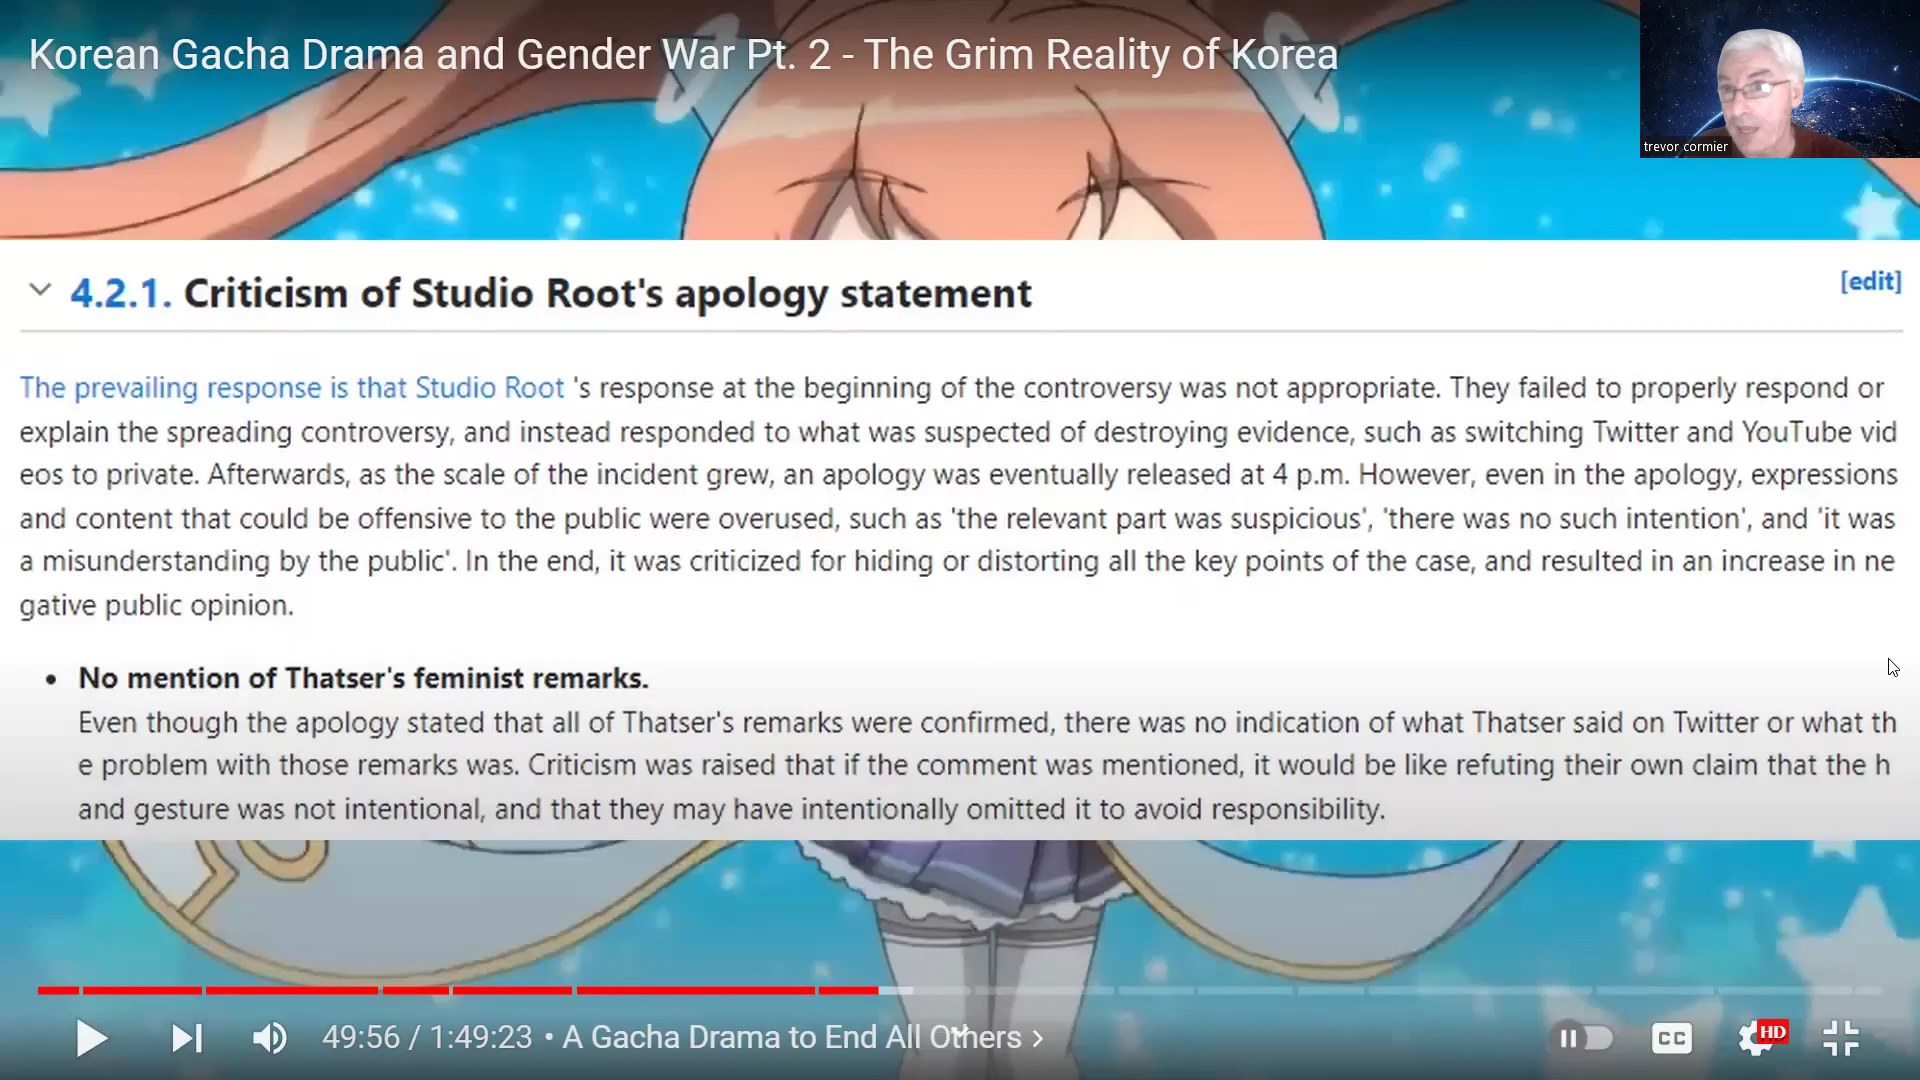 Korean Gacha Drama and Gender War Pt. 2 - The Grim Reality of Korea
trevor cormier
4.2.1. Criticism of Studio Root's apology statement
[edit]
The prevailing response is that Studio Root 's response at the beginning of the controversy was not appropriate. They failed to properly respond or
explain the spreading controversy, and instead responded to what was suspected of destroying evidence, such as switching Twitter and YouTube vid
eos to private. Afterwards, as the scale of the incident grew, an apology was eventually released at 4 p.m. However, even in the apology, expressions
and content that could be offensive to the public were overused, such as 'the relevant part was suspicious', 'there was no such intention', and 'it was
a misunderstanding by the public'. In the end, it was criticized for hiding or distorting all the key points of the case, and resulted in an increase in ne
gative public opinion.
• No mention of Thatser's feminist remarks.
Even though the apology stated that all of Thatser's remarks were confirmed, there was no indication of what Thatser said on Twitter or what th
e problem with those remarks was. Criticism was raised that if the comment was mentioned, it would be like refuting their own claim that the h
and gesture was not intentional, and that they may have intentionally omitted it to avoid responsibility.
49:56 / 1:49:23 • A Gacha Drama to End All Others >
CC
HD